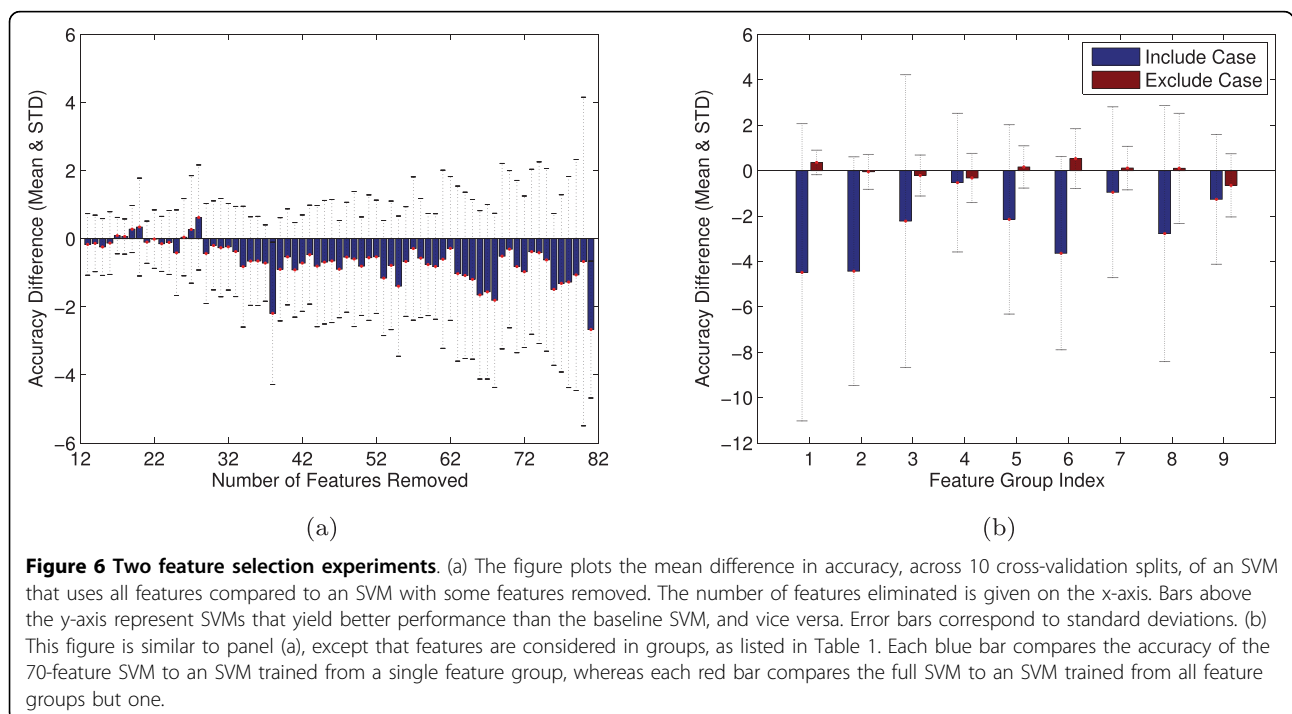 6
4
2
0
−2
−4
−6
12
22
32
42
52
62
72
82
Accuracy Difference (Mean & STD)
Number of Features Removed
(a)
6
4
2
0
−2
−4
−6
−8
−10
−12
1
2
3
4
5
6
7
8
9
Accuracy Difference (Mean & STD)
Feature Group Index
Include Case
Exclude Case
(b)
Figure 6 Two feature selection experiments. (a) The figure plots the mean difference in accuracy, across 10 cross-validation splits, of an SVM
that uses all features compared to an SVM with some features removed. The number of features eliminated is given on the x-axis. Bars above
the y-axis represent SVMs that yield better performance than the baseline SVM, and vice versa. Error bars correspond to standard deviations. (b)
This figure is similar to panel (a), except that features are considered in groups, as listed in Table 1. Each blue bar compares the accuracy of the
70-feature SVM to an SVM trained from a single feature group, whereas each red bar compares the full SVM to an SVM trained from all feature
groups but one.